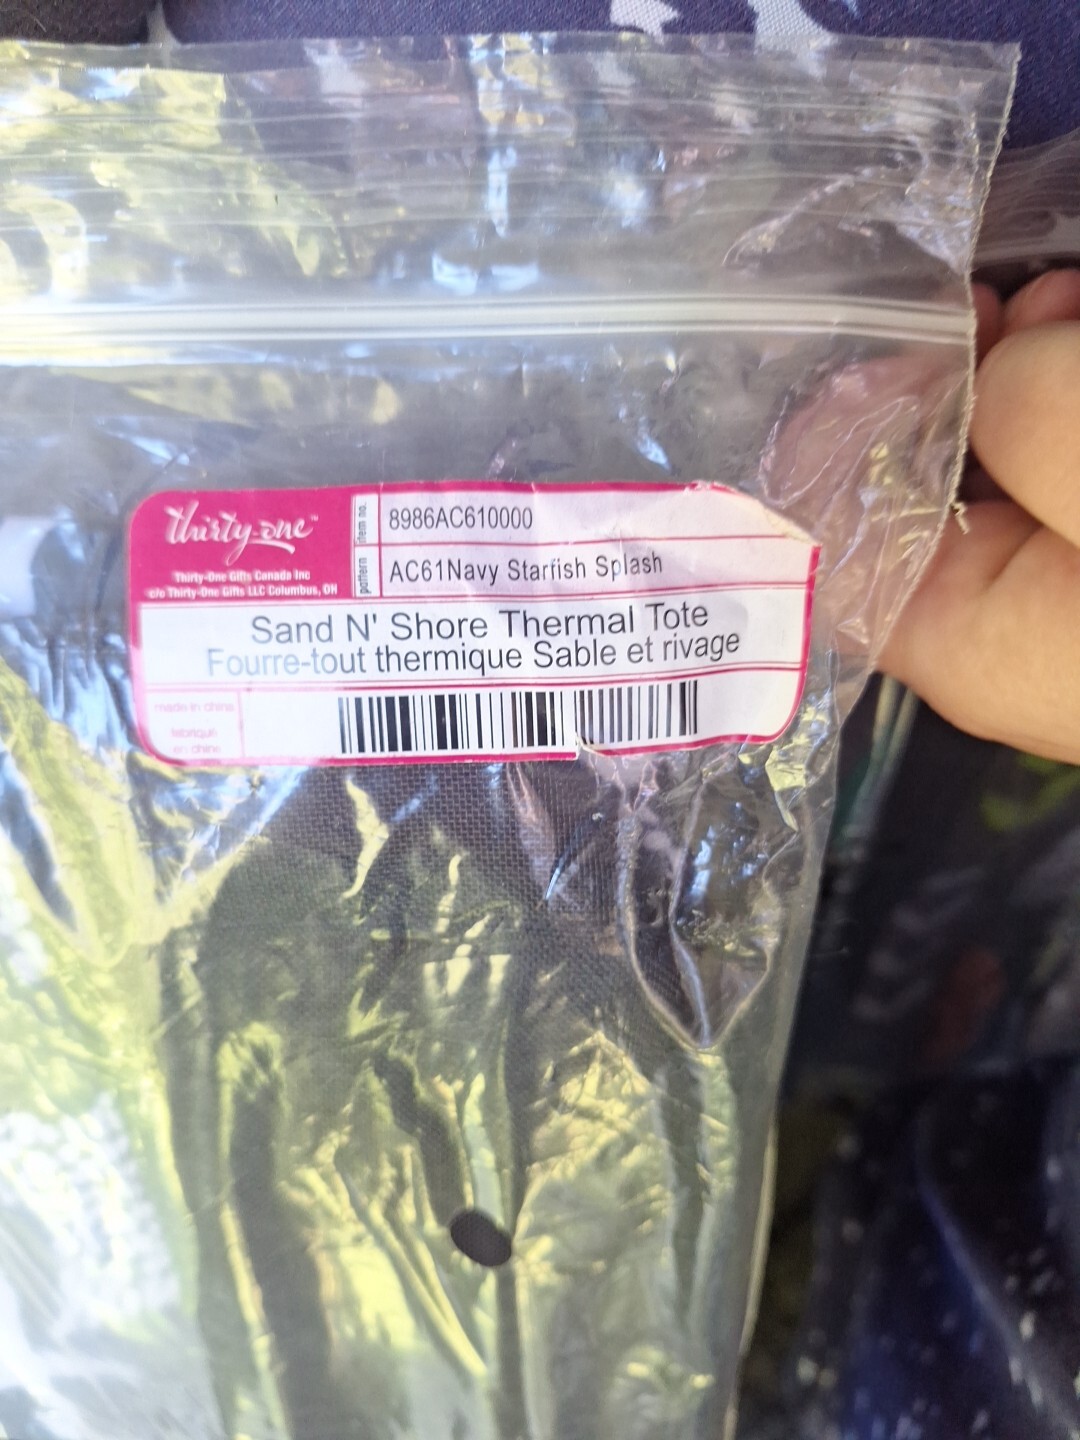 thirty-one™
Thirty-One Gifts Canada Inc
c/o Thirty-One Gifts LLC Columbus, OH
item no.
8986AC610000
pattern
AC61Navy Starfish Splash
Sand N' Shore Thermal Tote
Fourre-tout thermique Sable et rivage
made in china
fabriqué
en chine